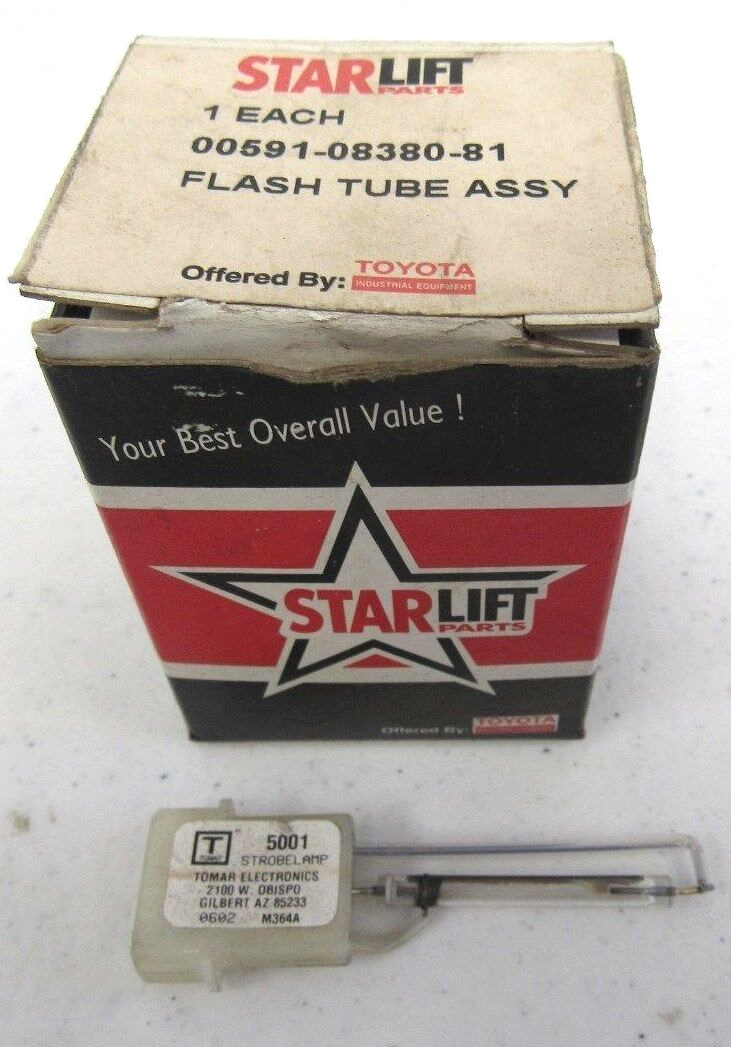 STARLIFT
PARTS
1 EACH
00591-08380-81
FLASH TUBE ASSY
Offered By: TOYOTA
INDUSTRIAL EQUIPMENT
Your Best Overall Value !
STARLIFT
PARTS
Offered By: TOYOTA
T 5001
TOMAR STROBELAMP
TOMAR ELECTRONICS
2100 W. OBISPO
GILBERT AZ 85233
0602 M364A